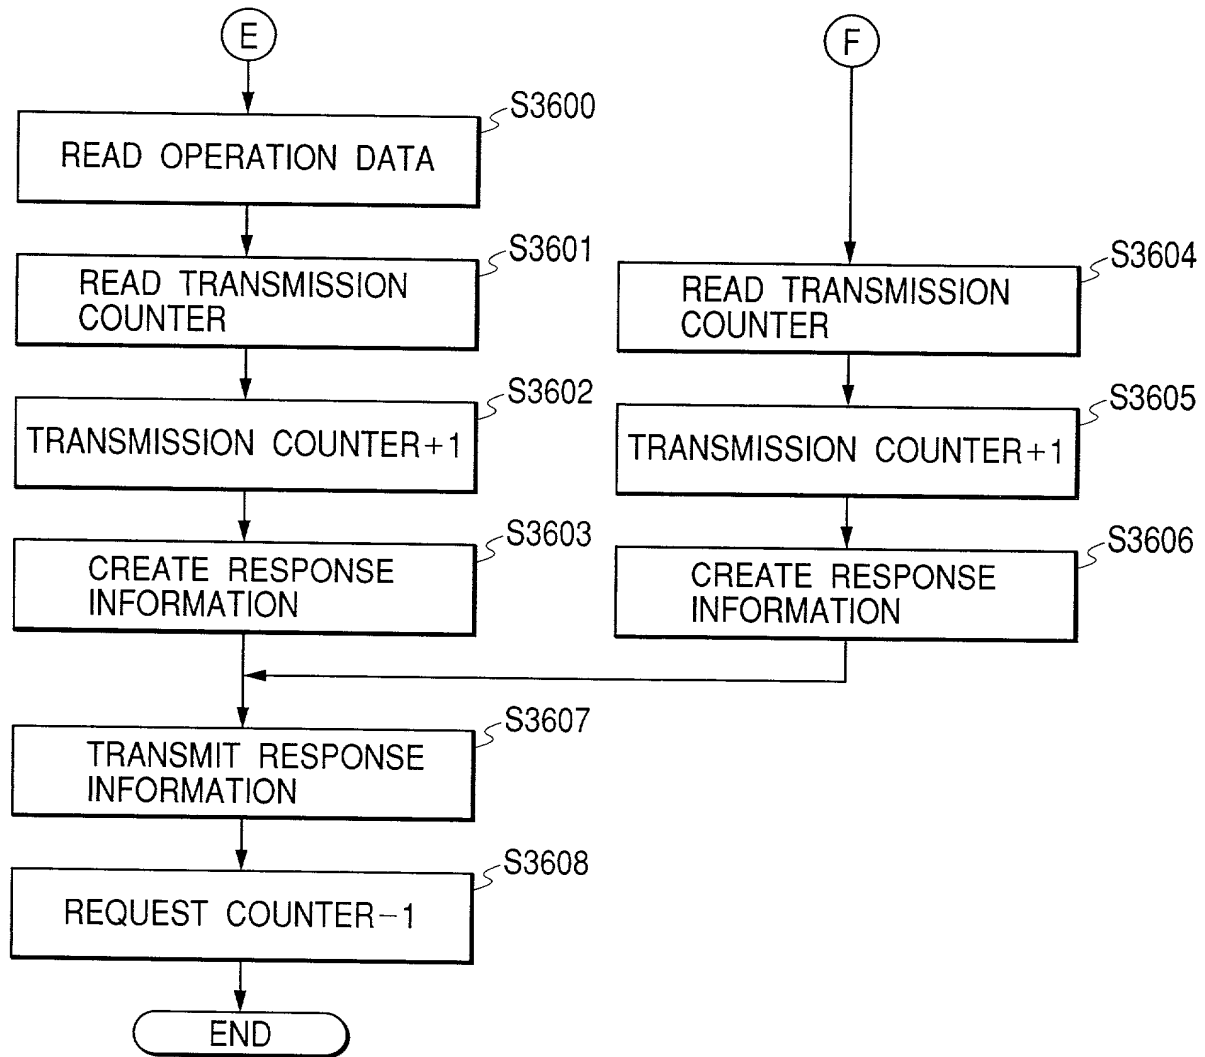 E
S3600
READ OPERATION DATA
S3601
READ TRANSMISSION
COUNTER
S3602
TRANSMISSION COUNTER+1
S3603
CREATE RESPONSE
INFORMATION
F
S3604
READ TRANSMISSION
COUNTER
S3605
TRANSMISSION COUNTER+1
S3606
CREATE RESPONSE
INFORMATION
S3607
TRANSMIT RESPONSE
INFORMATION
S3608
REQUEST COUNTER−1
END